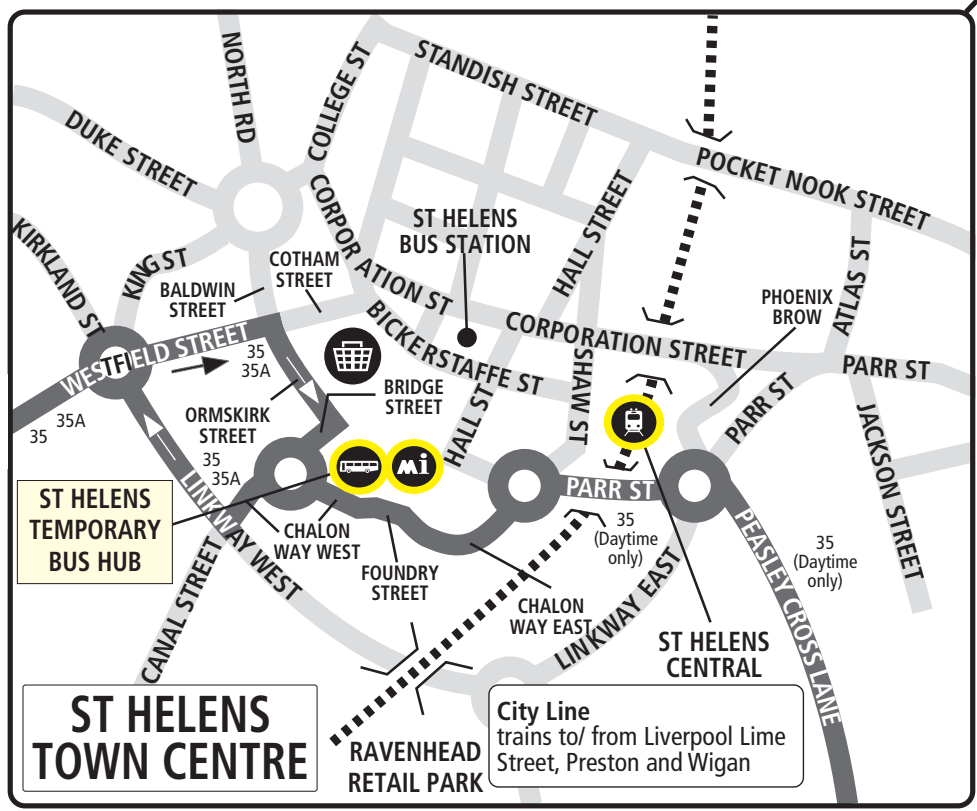 NORTH RD
COLLEGE ST
STANDISH STREET
DUKE STREET
POCKET NOOK STREET
KIRKLAND ST
KING ST
CORPORATION ST
ST HELENS
BUS STATION
HALL STREET
ATLAS ST
COTHAM
STREET
BALDWIN
STREET
PHOENIX
BROW
WESTFIELD STREET
35
35A
BICKERSTAFFE ST
CORPORATION STREET
PARR ST
SHAW ST
BRIDGE
STREET
ORMSKIRK
STREET
HALL ST
PARR ST
JACKSON STREET
35A
35
35
35A
mi
LINKWAY WEST
PARR ST
ST HELENS
TEMPORARY
BUS HUB
CHALON
WAY WEST
35
(Daytime
only)
PEASLEY CROSS LANE
35
(Daytime
only)
CANAL STREET
FOUNDRY
STREET
CHALON
WAY EAST
LINKWAY EAST
ST HELENS
CENTRAL
ST HELENS
TOWN CENTRE
RAVENHEAD
RETAIL PARK
City Line
trains to/ from Liverpool Lime
Street, Preston and Wigan